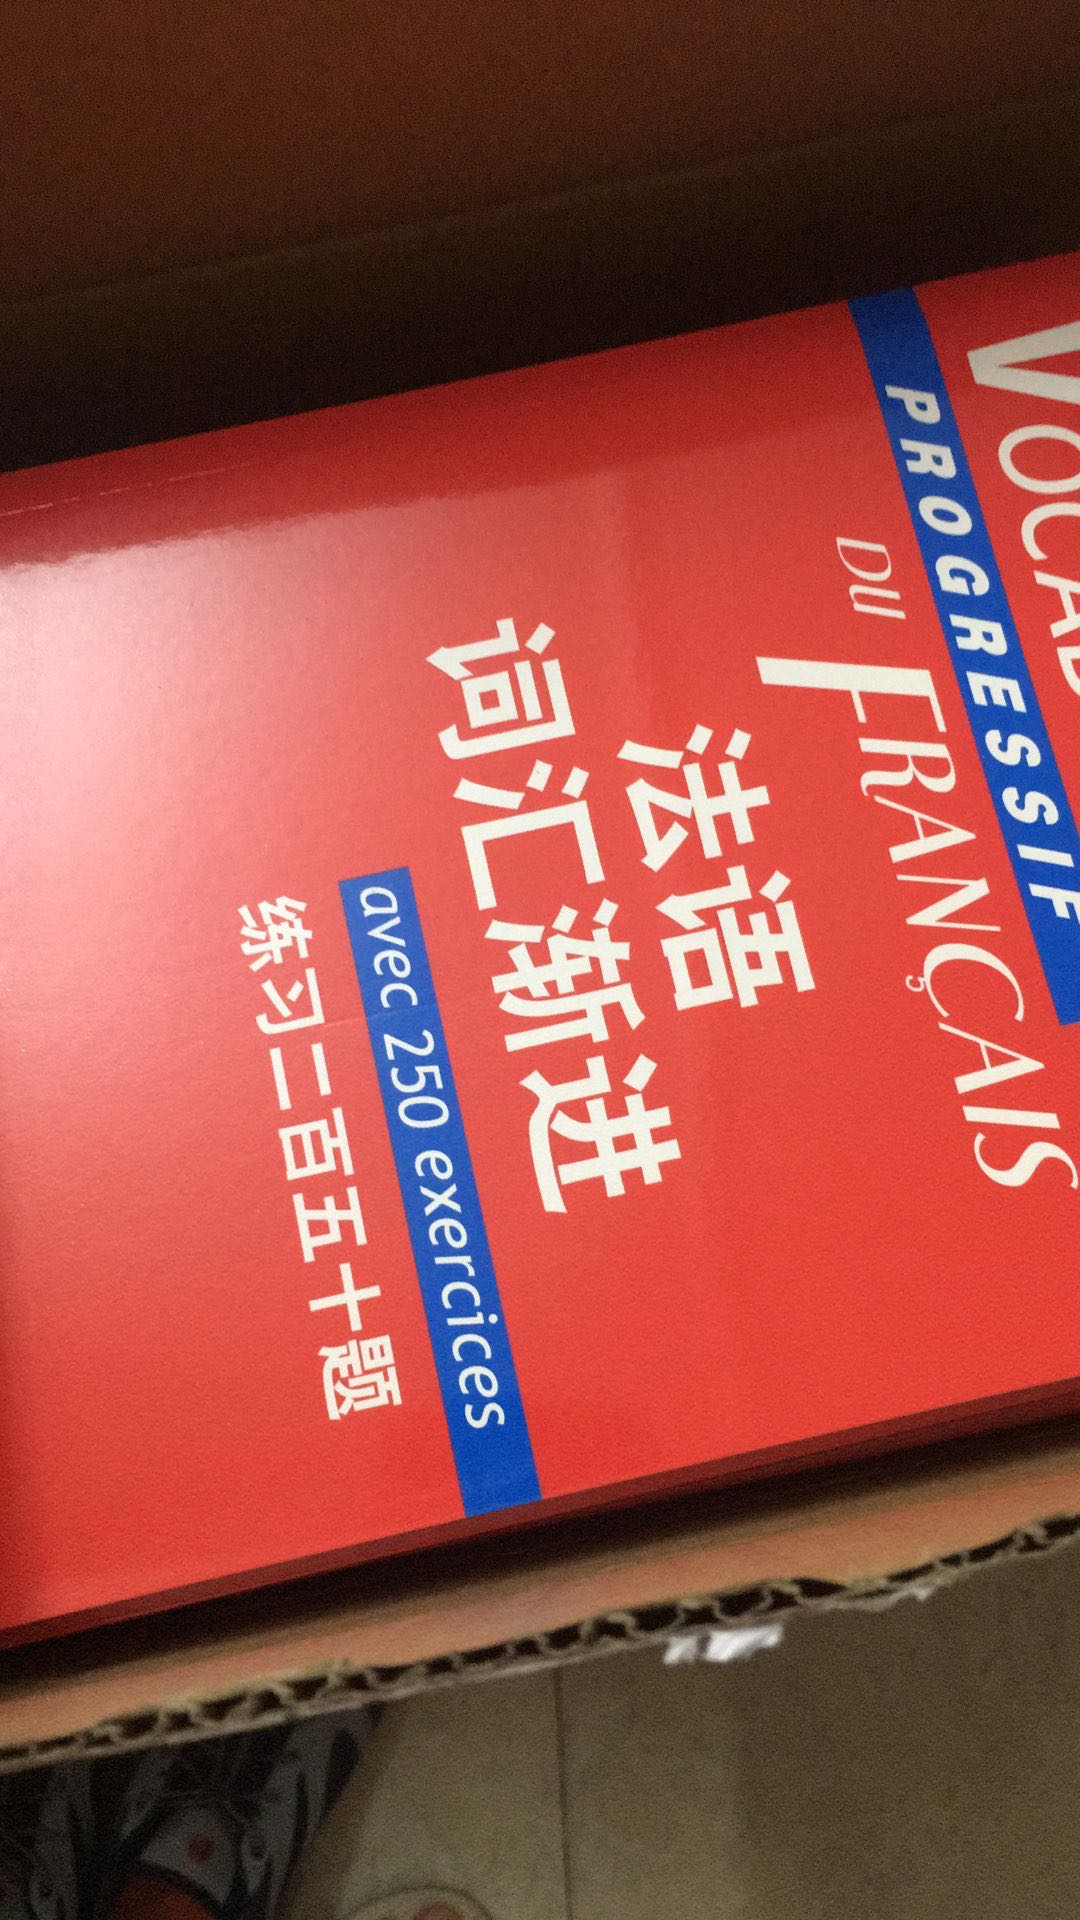 VOCAB
PROGRESSIF
DU FRANÇAIS
法语
词汇渐进
avec 250 exercices
练习二百五十题